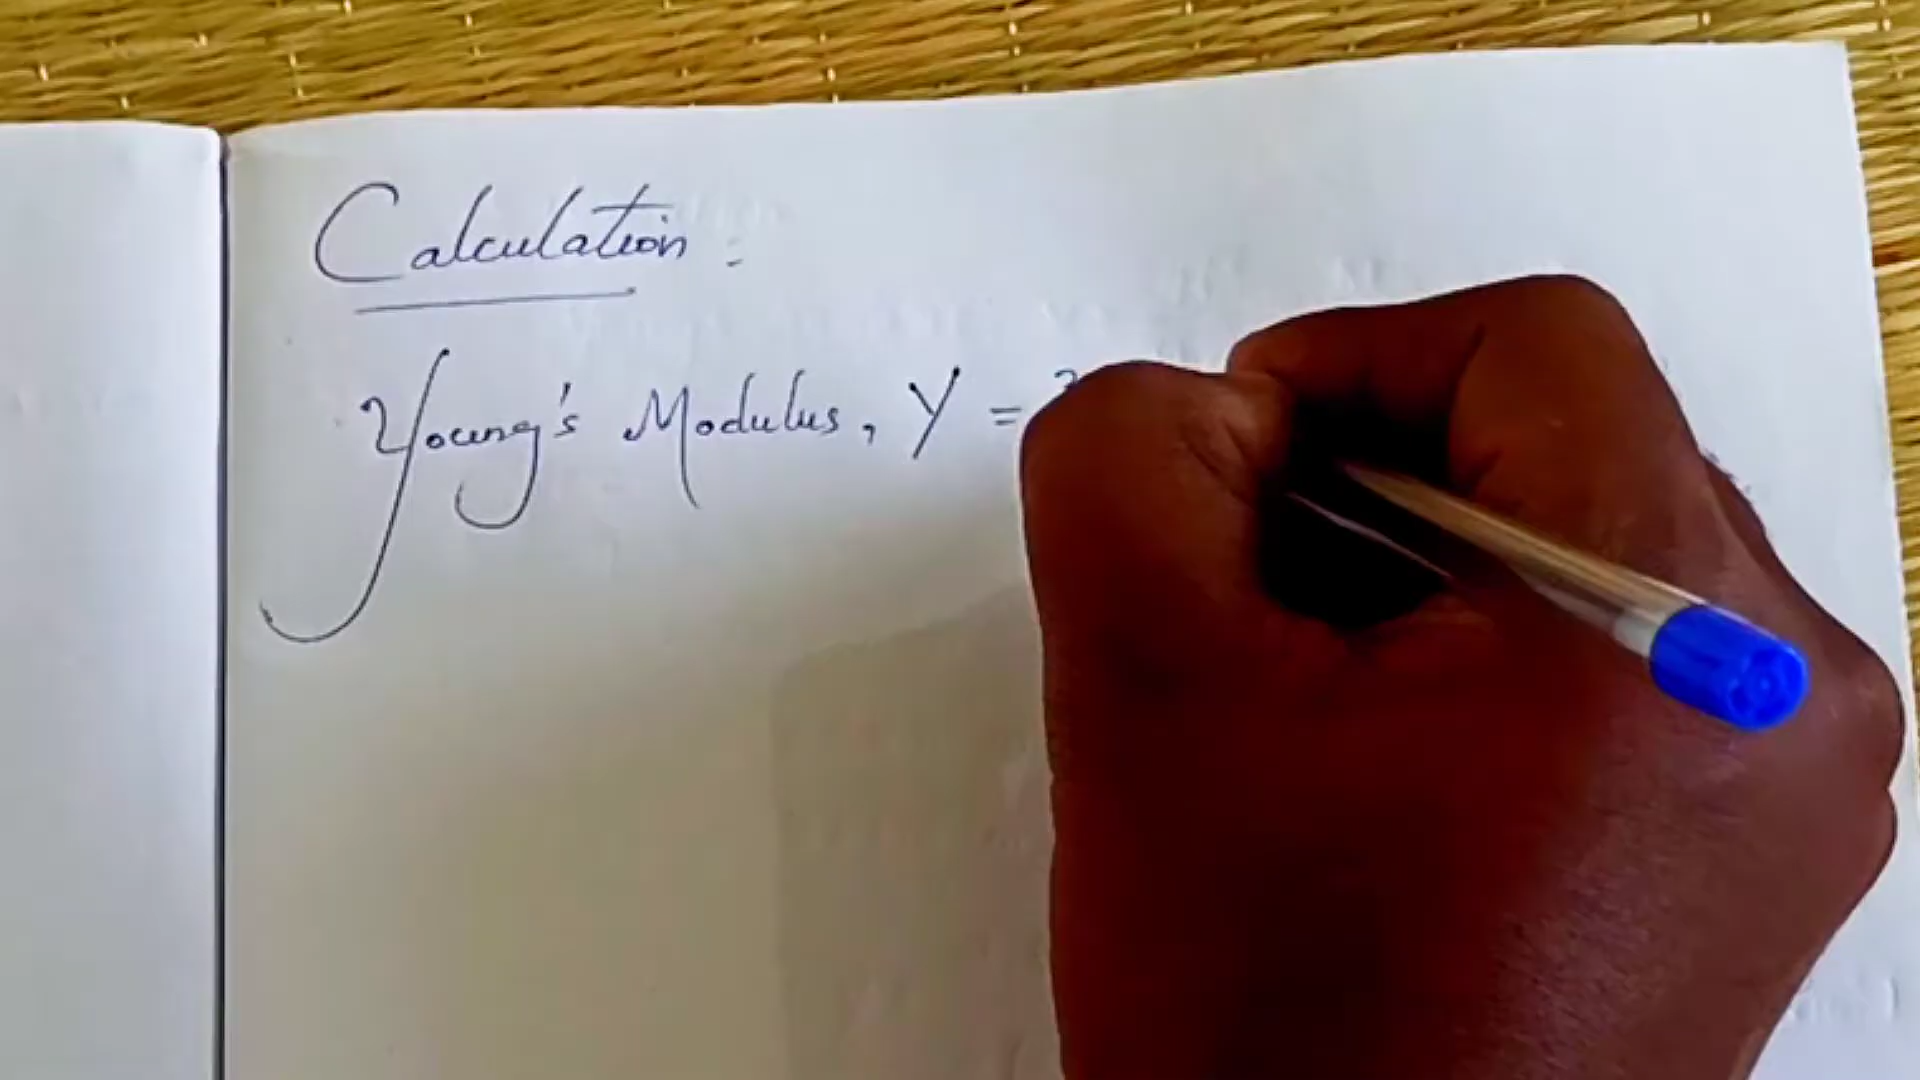 Calculation :
Young's Modulus, Y =